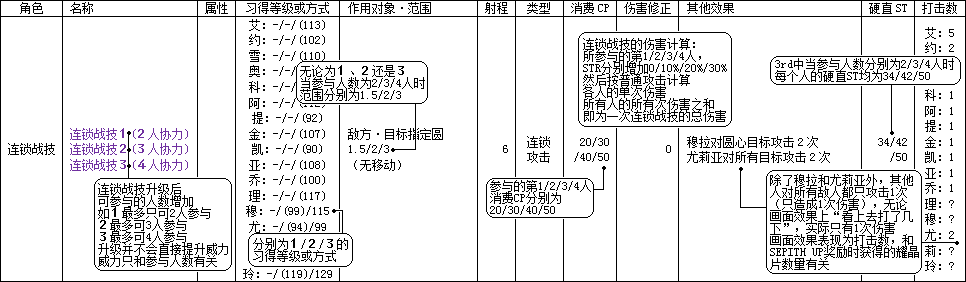 角色 名称 属性 习得等级或方式 作用对象·范围 射程 类型 消费CP 伤害修正 其他效果 硬直ST 打击数
连锁战技
连锁战技1 (2人协力)
连锁战技2 (3人协力)
连锁战技3 (4人协力)
连锁战技升级后
可参与的人数增加
如1最多只可2人参与
2最多可3人参与
3最多可4人参与
升级并不会直接提升威力
威力只和参与人数有关
艾: -/-/(113)
约: -/-/(102)
雪: -/-/(110)
奥: -/-/
科: -/-/
阿: -/-/
提: -/-/(92)
金: -/-/(107)
凯: -/-/(90)
亚: -/-/(108)
乔: -/-/(100)
理: -/-/(117)
穆: -/(99)/115
尤: -/(94)/99
玲: -/(119)/129
分别为1/2/3的
习得等级或方式
无论为1、2还是3
当参与人数为2/3/4人时
范围分别为1.5/2/3
敌方·目标指定圆
1.5/2/3
(无移动)
6
连锁
攻击
20/30
/40/50
参与的第1/2/3/4人
消费CP分别为
20/30/40/50
连锁战技的伤害计算:
所参与的第1/2/3/4人,
STR分别增加0/10%/20%/30%
然后按普通攻击计算
各人的单次伤害
所有人的所有次伤害之和
即为一次连锁战技的总伤害
0
穆拉对圆心目标攻击2次
尤莉亚对所有目标攻击2次
3rd中当参与人数分别为2/3/4人时
每个人的硬直ST均为34/42/50
34/42
/50
除了穆拉和尤莉亚外,其他
人对所有敌人都只攻击1次
(只造成1次伤害),无论
画面效果上“看上去打了几
下”,实际只有1次伤害
画面效果表现为打击数,和
SEPITH UP奖励时获得的耀晶
片数量有关
艾: 5
约: 2
科: 1
阿: 1
提: 1
金: 1
凯: 1
亚: 1
乔: 1
理: ?
穆: ?
尤: 2
莉: ?
玲: ?